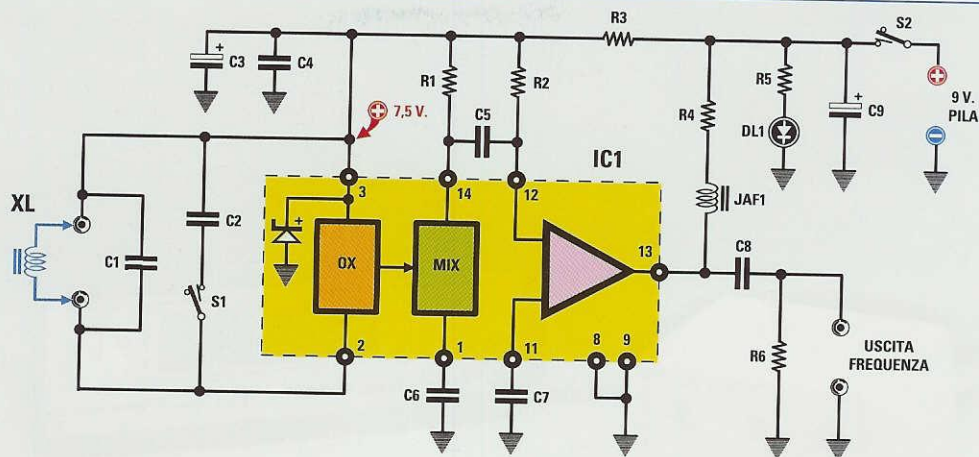 C3
C4
R3
S2
R1
R2
R5
C9
9 V.
PILA
+
7,5 V.
C5
R4
DL1
IC1
XL
C1
C2
S1
3
14
12
JAF1
OX
MIX
13
C8
2
1
11
8
9
C6
C7
R6
USCITA
FREQUENZA